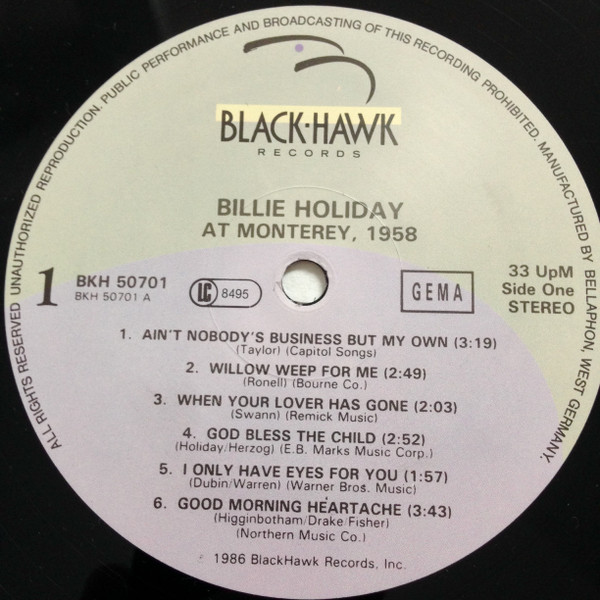 ALL RIGHTS RESERVED UNAUTHORIZED REPRODUCTION. PUBLIC PERFORMANCE AND BROADCASTING OF THIS RECORDING PROHIBITED. MANUFACTURED BY BELLAPHON, WEST GERMANY.
BLACK·HAWK
RECORDS
BILLIE HOLIDAY
AT MONTEREY, 1958
1
BKH 50701
BKH 50701 A
LC 8495
GEMA
33 UpM
Side One
STEREO
1. AIN'T NOBODY'S BUSINESS BUT MY OWN (3:19)
(Taylor) (Capitol Songs)
2. WILLOW WEEP FOR ME (2:49)
(Ronell) (Bourne Co.)
3. WHEN YOUR LOVER HAS GONE (2:03)
(Swann) (Remick Music)
4. GOD BLESS THE CHILD (2:52)
(Holiday/Herzog) (E.B. Marks Music Corp.)
5. I ONLY HAVE EYES FOR YOU (1:57)
(Dubin/Warren) (Warner Bros. Music)
6. GOOD MORNING HEARTACHE (3:43)
(Higginbotham/Drake/Fisher)
(Northern Music Co.)
1986 BlackHawk Records, Inc.